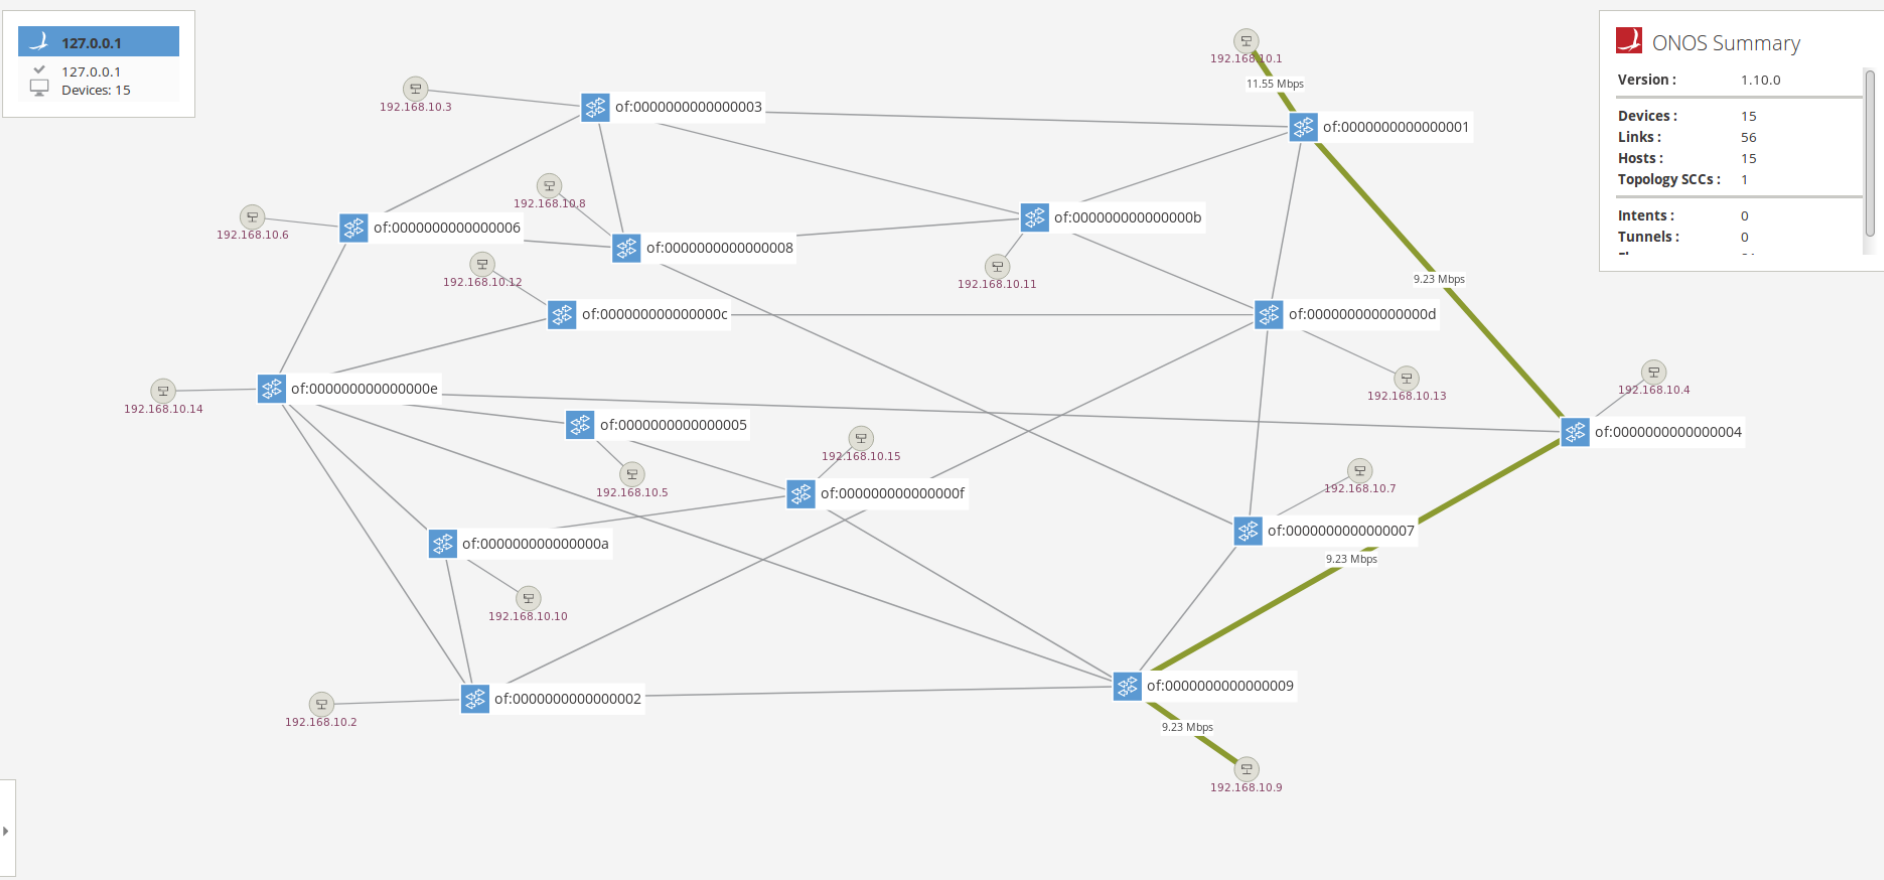 127.0.0.1
127.0.0.1
Devices: 15
ONOS Summary
Version : 1.10.0
Devices : 15
Links : 56
Hosts : 15
Topology SCCs : 1
Intents : 0
Tunnels : 0
192.168.10.1
11.55 Mbps
192.168.10.3
of:0000000000000003
of:0000000000000001
192.168.10.8
192.168.10.6
of:0000000000000006
of:000000000000000b
of:0000000000000008
192.168.10.12
192.168.10.11
9.23 Mbps
of:000000000000000c
of:000000000000000d
192.168.10.14
of:000000000000000e
192.168.10.13
192.168.10.4
of:0000000000000005
of:0000000000000004
192.168.10.15
192.168.10.5
of:000000000000000f
192.168.10.7
of:0000000000000007
of:000000000000000a
9.23 Mbps
192.168.10.10
of:0000000000000009
of:0000000000000002
192.168.10.2
9.23 Mbps
192.168.10.9